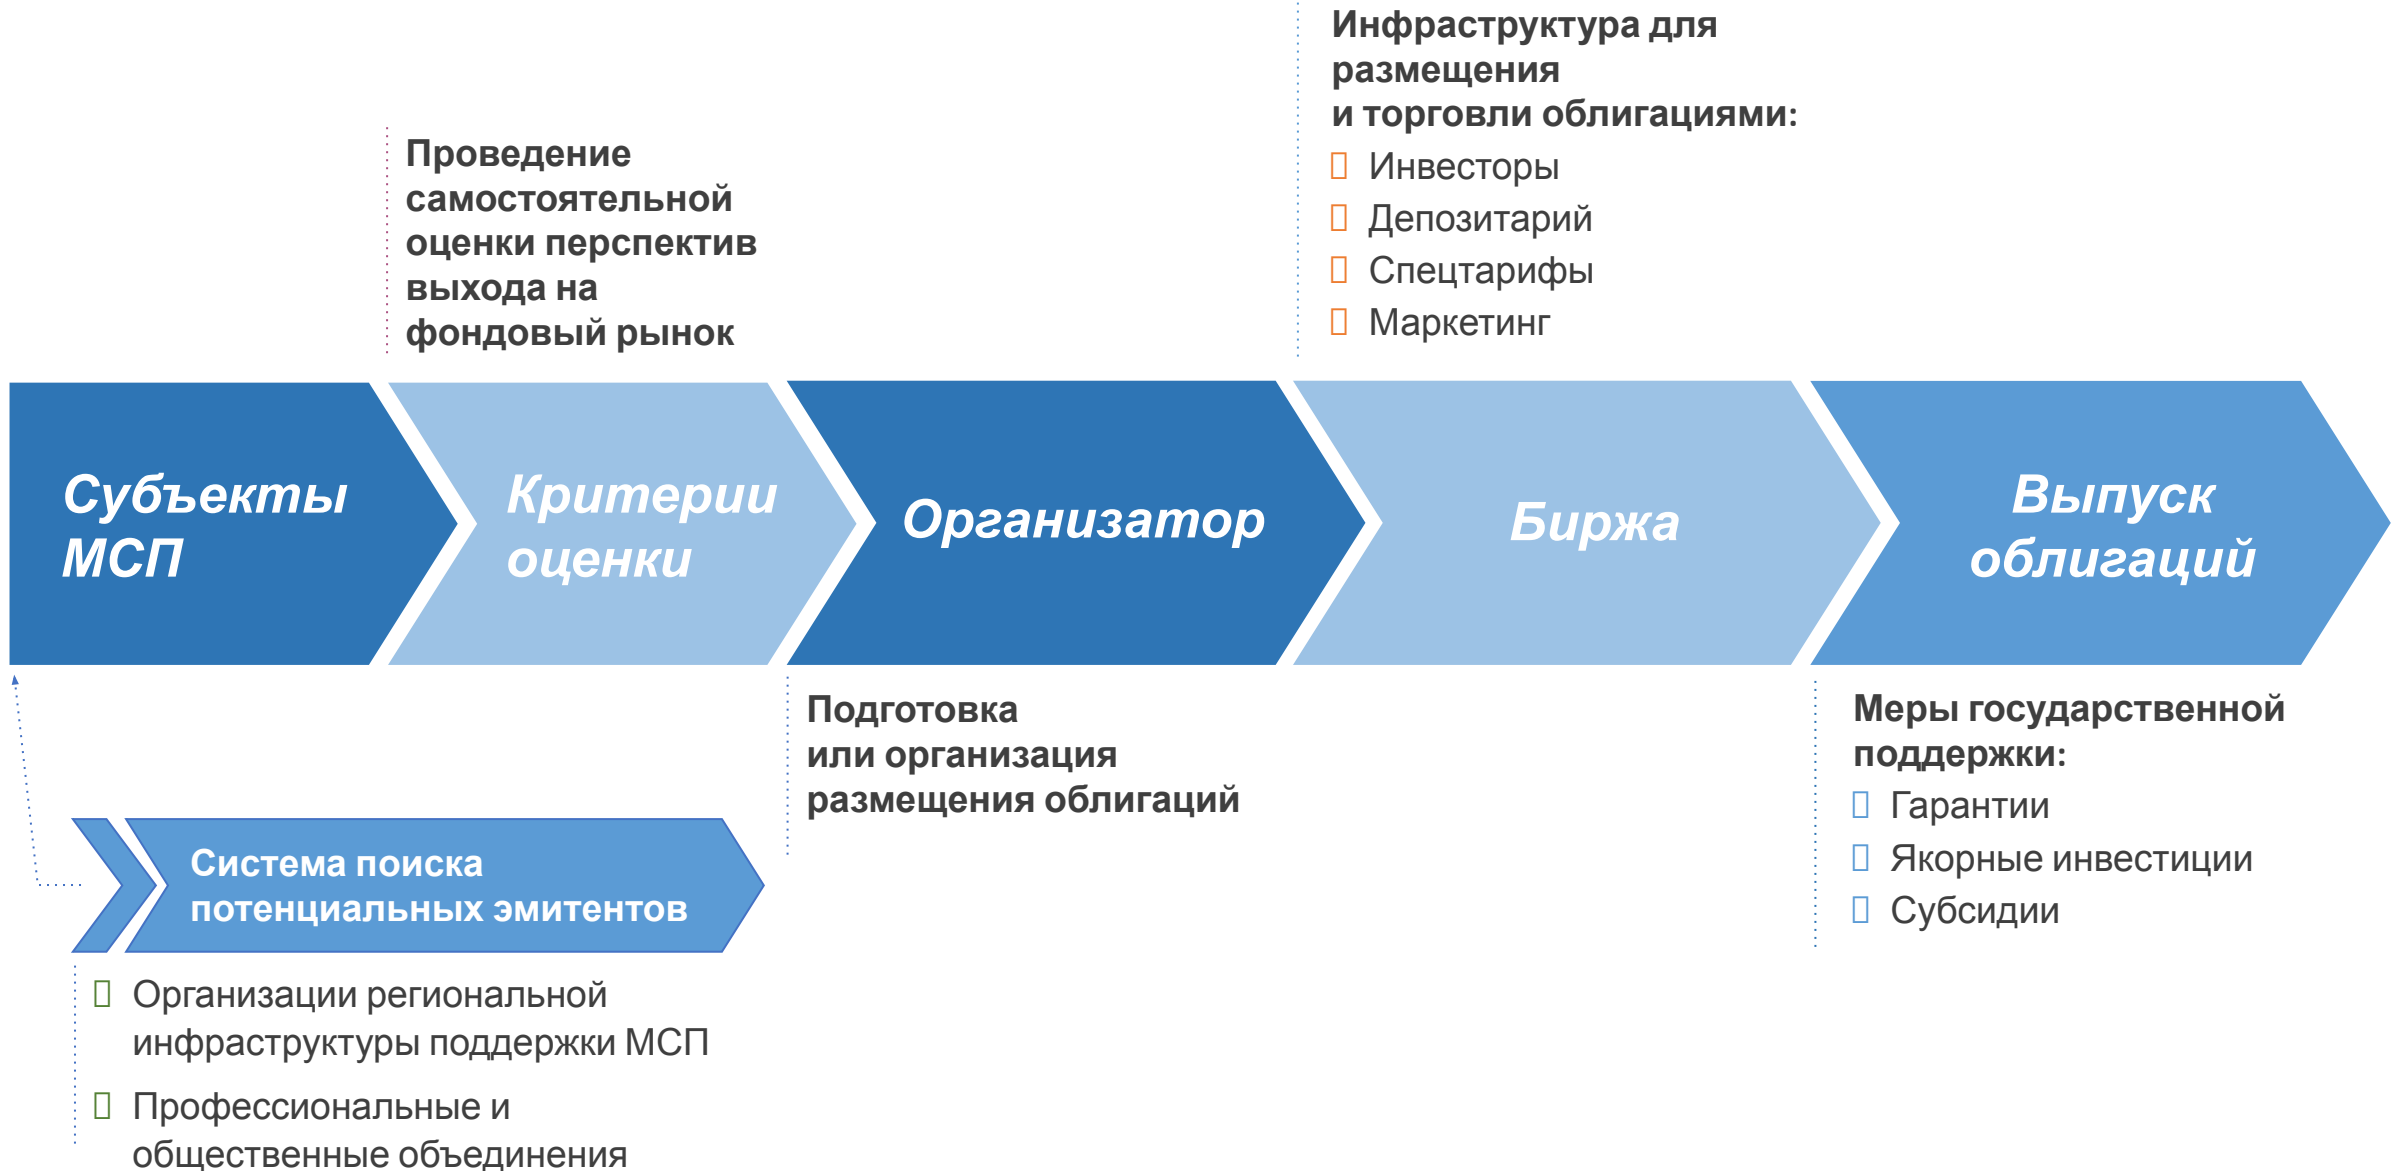 Инфраструктура для
размещения
и торговли облигациями:
Инвесторы
Депозитарий
Спецтарифы
Маркетинг
Проведение
самостоятельной
оценки перспектив
выхода на
фондовый рынок
Субъекты
МСП
Критерии
оценки
Организатор
Биржа
Выпуск
облигаций
Подготовка
или организация
размещения облигаций
Меры государственной
поддержки:
Гарантии
Якорные инвестиции
Субсидии
Система поиска
потенциальных эмитентов
Организации региональной
инфраструктуры поддержки МСП
Профессиональные и
общественные объединения